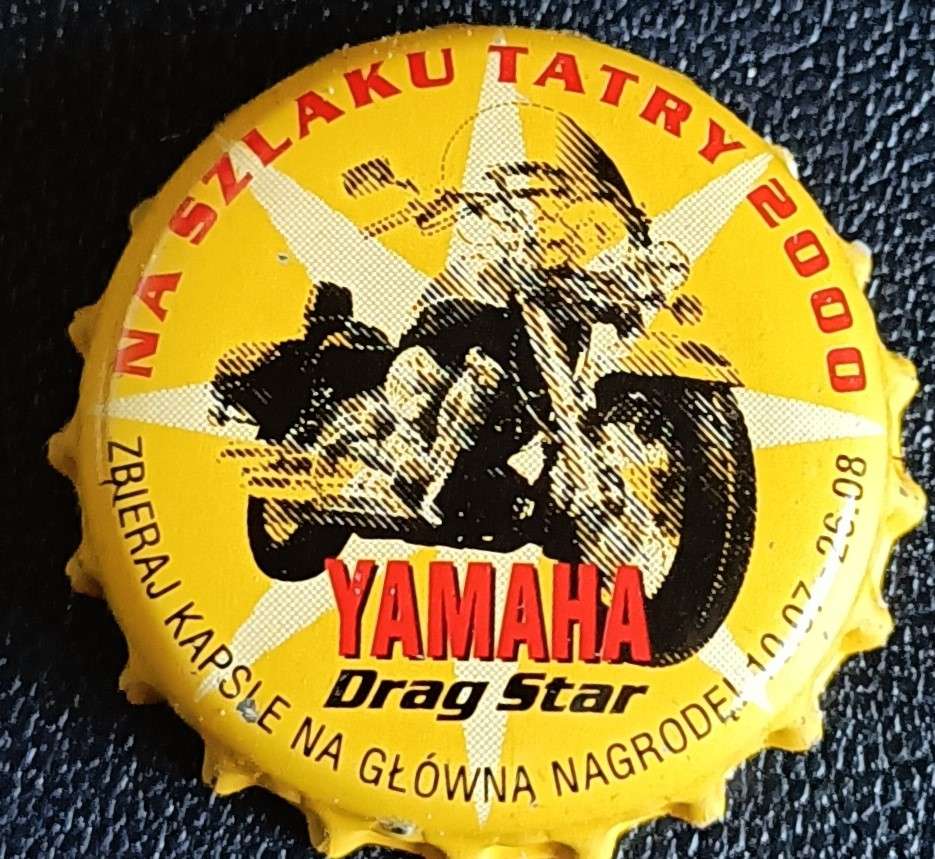 NA SZLAKU TATRY 2000
YAMAHA
Drag Star
ZBIERAJ KAPSLE NA GŁÓWNĄ NAGRODĘ! 10.07-26.08